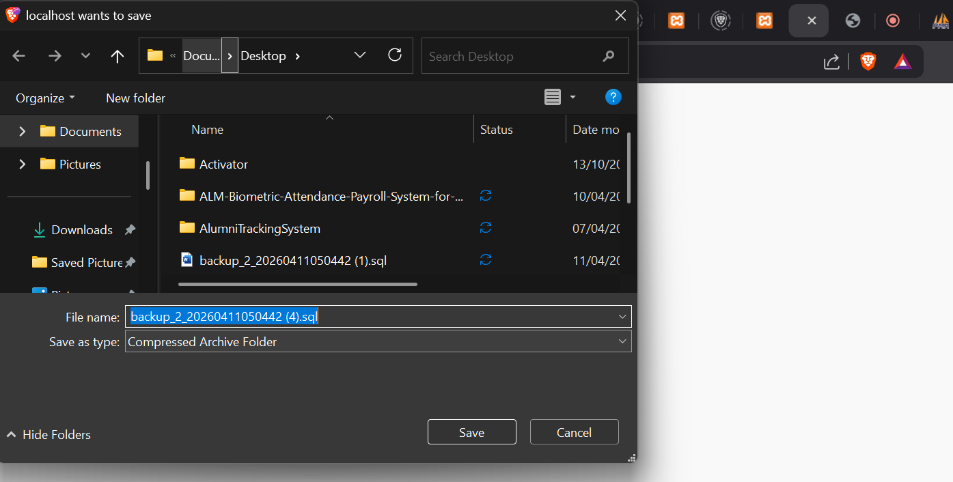 localhost wants to save
« Docu... › Desktop ›
Search Desktop
Organize
New folder
?
Name
Status
Date mo
Documents
Pictures
Downloads
Saved Picture
Activator
13/10/20
ALM-Biometric-Attendance-Payroll-System-for-...
10/04/20
AlumniTrackingSystem
07/04/20
backup_2_20260411050442 (1).sql
11/04/20
File name:
backup_2_20260411050442 (4).sql
Save as type:
Compressed Archive Folder
Hide Folders
Save
Cancel